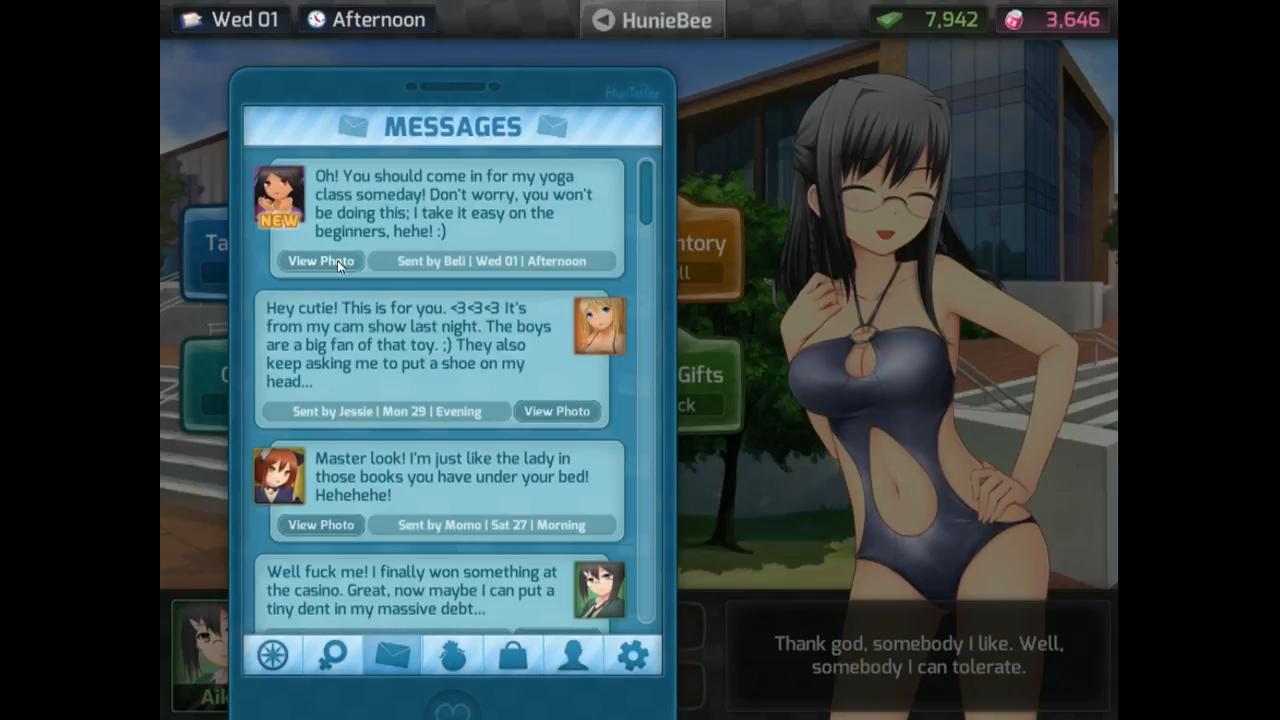 Wed 01
Afternoon
HunieBee
7,942
3,646
HunieBee
MESSAGES
Oh! You should come in for my yoga
class someday! Don't worry, you won't
be doing this; I take it easy on the
beginners, hehe! :)
NEW
View Photo
Sent by Beli | Wed 01 | Afternoon
Hey cutie! This is for you. <3<3<3 It's
from my cam show last night. The boys
are a big fan of that toy. ;) They also
keep asking me to put a shoe on my
head...
Sent by Jessie | Mon 29 | Evening
View Photo
Master look! I'm just like the lady in
those books you have under your bed!
Hehehehe!
View Photo
Sent by Momo | Sat 27 | Morning
Well fuck me! I finally won something at
the casino. Great, now maybe I can put a
tiny dent in my massive debt...
Ta
ntory
ll
Gifts
ck
Thank god, somebody I like. Well,
somebody I can tolerate.
Aik